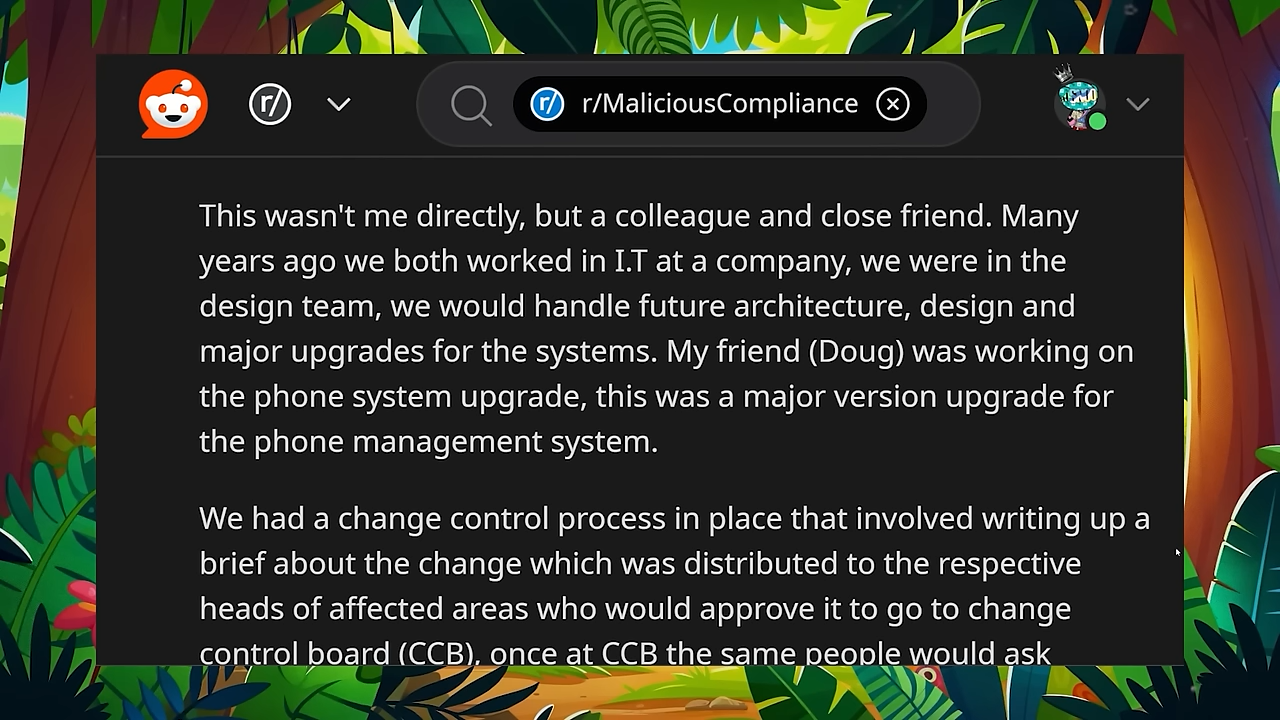 r/ r/MaliciousCompliance
This wasn't me directly, but a colleague and close friend. Many
years ago we both worked in I.T at a company, we were in the
design team, we would handle future architecture, design and
major upgrades for the systems. My friend (Doug) was working on
the phone system upgrade, this was a major version upgrade for
the phone management system.
We had a change control process in place that involved writing up a
brief about the change which was distributed to the respective
heads of affected areas who would approve it to go to change
control board (CCB), once at CCB the same people would ask